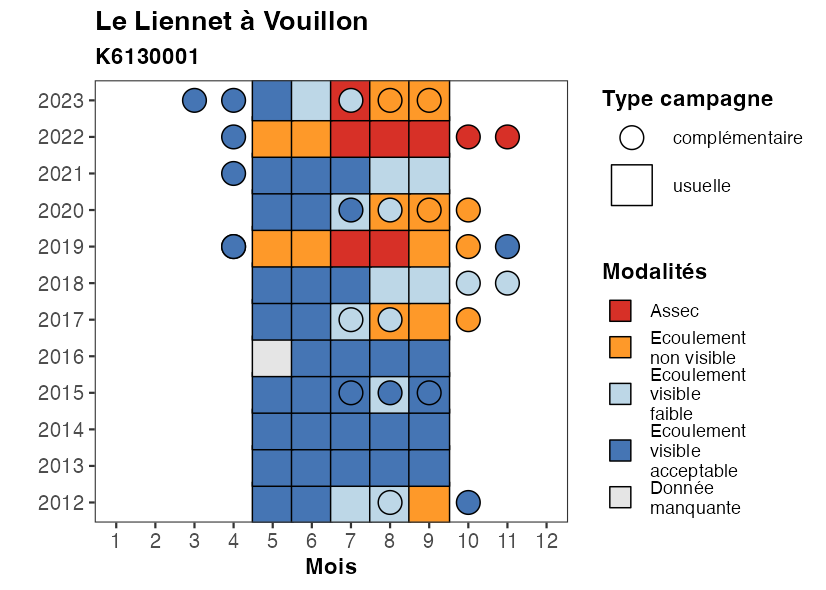 Le Liennet à Vouillon
K6130001
2023
2022
2021
2020
2019
2018
2017
2016
2015
2014
2013
2012
1 2 3 4 5 6 7 8 9 10 11 12
Mois
Type campagne
complémentaire
usuelle
Modalités
Assec
Ecoulement
non visible
Ecoulement
visible
faible
Ecoulement
visible
acceptable
Donnée
manquante